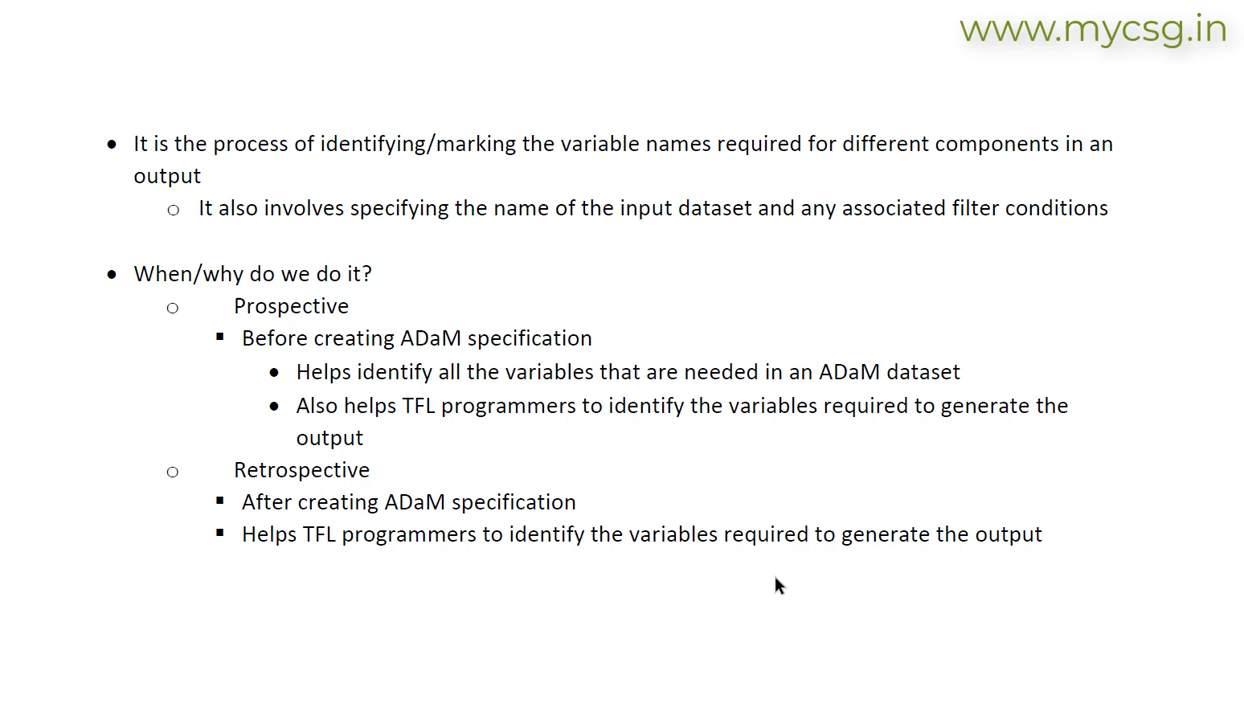 www.mycsg.in
• It is the process of identifying/marking the variable names required for different components in an
output
o It also involves specifying the name of the input dataset and any associated filter conditions
• When/why do we do it?
o Prospective
▪ Before creating ADaM specification
• Helps identify all the variables that are needed in an ADaM dataset
• Also helps TFL programmers to identify the variables required to generate the
output
o Retrospective
▪ After creating ADaM specification
▪ Helps TFL programmers to identify the variables required to generate the output